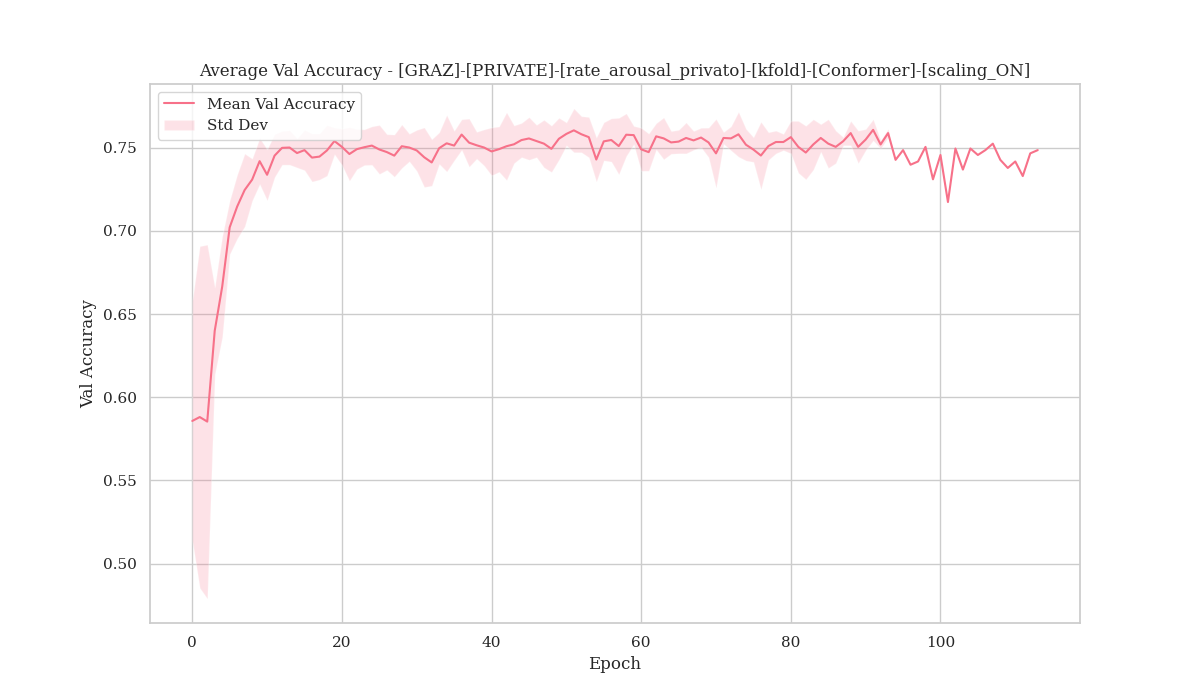 Average Val Accuracy - [GRAZ]-[PRIVATE]-[rate_arousal_privato]-[kfold]-[Conformer]-[scaling_ON]
Mean Val Accuracy
Std Dev
Val Accuracy
0.75
0.70
0.65
0.60
0.55
0.50
0 20 40 60 80 100
Epoch